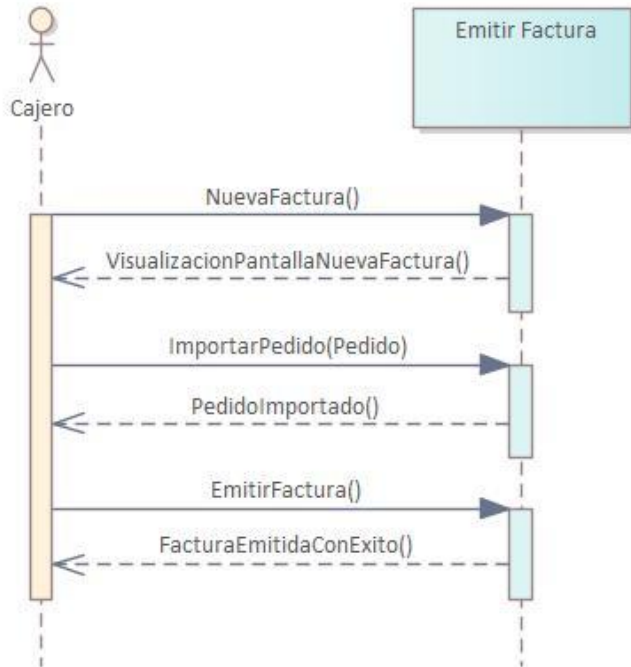 Emitir Factura
Cajero
NuevaFactura()
VisualizacionPantallaNuevaFactura()
ImportarPedido(Pedido)
PedidoImportado()
EmitirFactura()
FacturaEmitidaConExito()